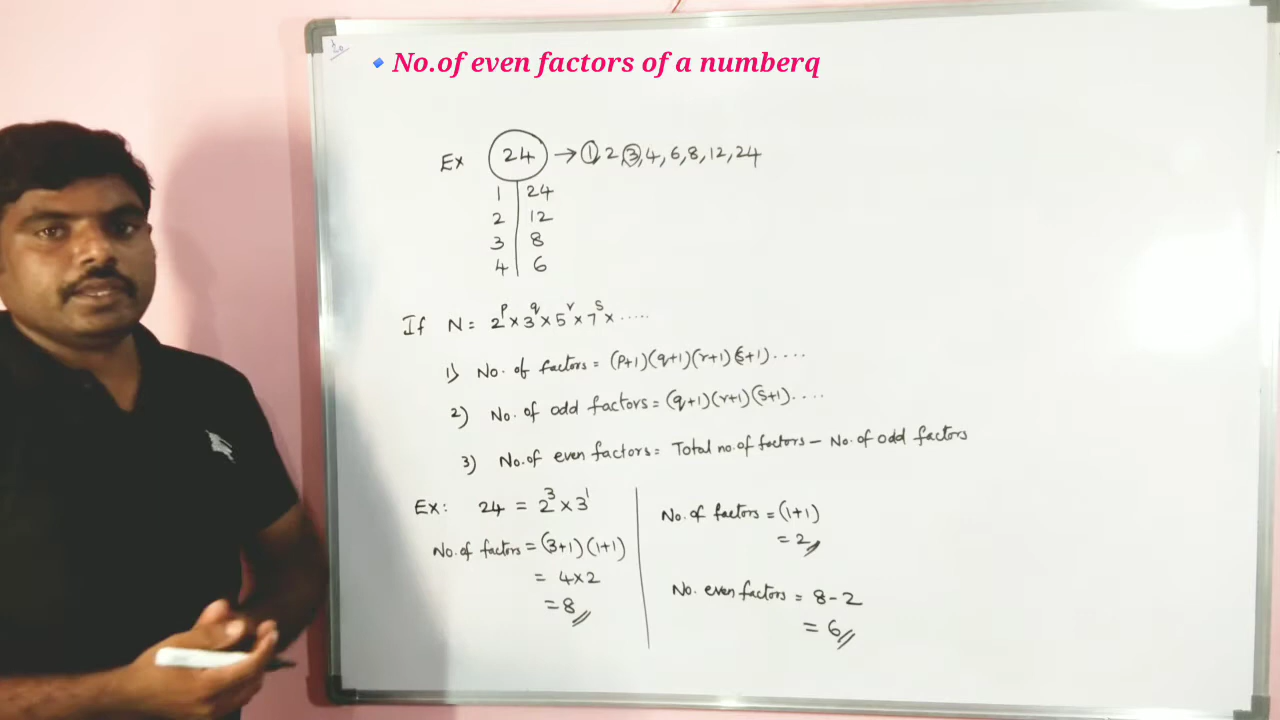 No.of even factors of a numberq
Ex 24 → 1, 2, 3, 4, 6, 8, 12, 24
1 | 24
2 | 12
3 | 8
4 | 6
If N = 2^p × 3^q × 5^r × 7^s × .....
1) No. of factors = (p+1)(q+1)(r+1)(s+1)....
2) No. of odd factors = (q+1)(r+1)(s+1)....
3) No.of even factors = Total no.of factors – No.of odd factors
Ex: 24 = 2^3 × 3^1
No.of factors = (3+1)(1+1)
= 4×2
= 8
No.of factors = (1+1)
= 2
No. even factors = 8 - 2
= 6